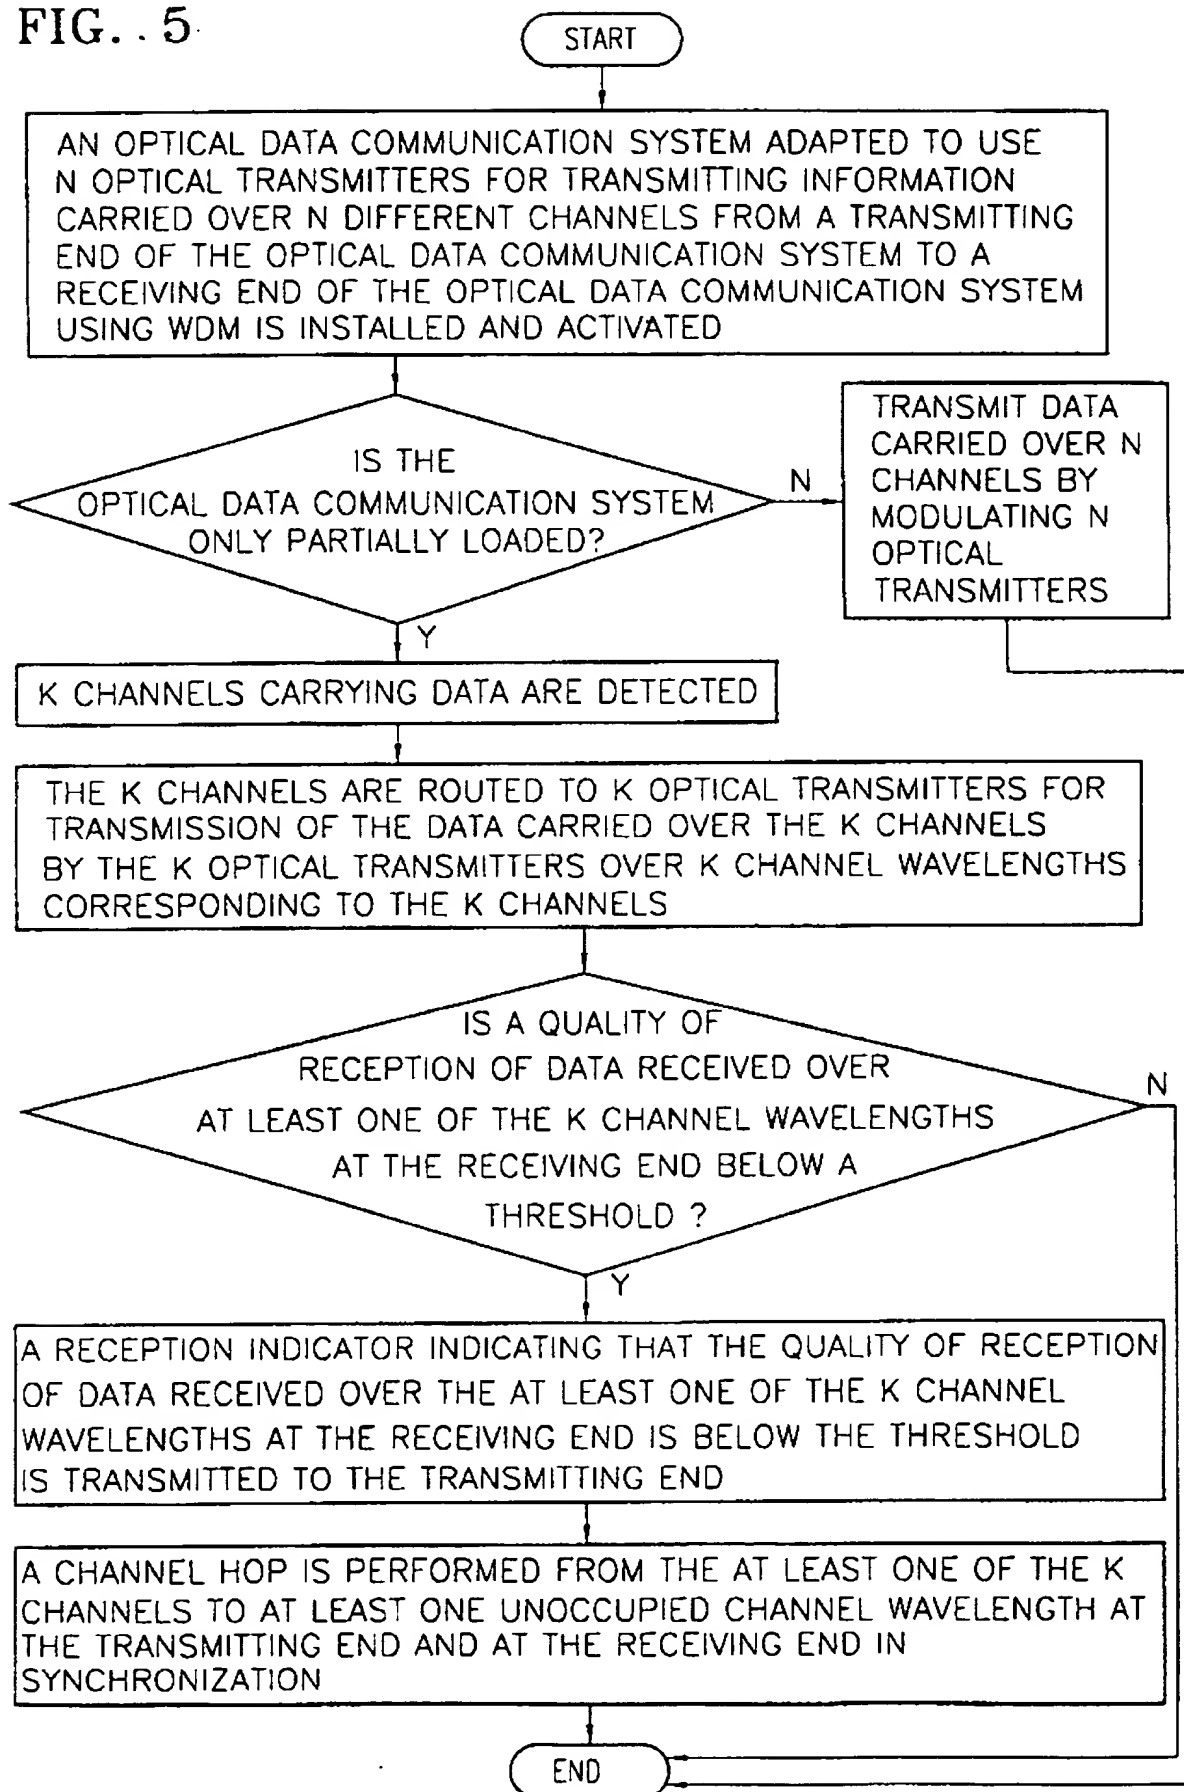 FIG. . 5
START
AN OPTICAL DATA COMMUNICATION SYSTEM ADAPTED TO USE
N OPTICAL TRANSMITTERS FOR TRANSMITTING INFORMATION
CARRIED OVER N DIFFERENT CHANNELS FROM A TRANSMITTING
END OF THE OPTICAL DATA COMMUNICATION SYSTEM TO A
RECEIVING END OF THE OPTICAL DATA COMMUNICATION SYSTEM
USING WDM IS INSTALLED AND ACTIVATED
IS THE
OPTICAL DATA COMMUNICATION SYSTEM
ONLY PARTIALLY LOADED?
N
TRANSMIT DATA
CARRIED OVER N
CHANNELS BY
MODULATING N
OPTICAL
TRANSMITTERS
Y
K CHANNELS CARRYING DATA ARE DETECTED
THE K CHANNELS ARE ROUTED TO K OPTICAL TRANSMITTERS FOR
TRANSMISSION OF THE DATA CARRIED OVER THE K CHANNELS
BY THE K OPTICAL TRANSMITTERS OVER K CHANNEL WAVELENGTHS
CORRESPONDING TO THE K CHANNELS
IS A QUALITY OF
RECEPTION OF DATA RECEIVED OVER
AT LEAST ONE OF THE K CHANNEL WAVELENGTHS
AT THE RECEIVING END BELOW A
THRESHOLD ?
N
Y
A RECEPTION INDICATOR INDICATING THAT THE QUALITY OF RECEPTION
OF DATA RECEIVED OVER THE AT LEAST ONE OF THE K CHANNEL
WAVELENGTHS AT THE RECEIVING END IS BELOW THE THRESHOLD
IS TRANSMITTED TO THE TRANSMITTING END
A CHANNEL HOP IS PERFORMED FROM THE AT LEAST ONE OF THE K
CHANNELS TO AT LEAST ONE UNOCCUPIED CHANNEL WAVELENGTH AT
THE TRANSMITTING END AND AT THE RECEIVING END IN
SYNCHRONIZATION
END